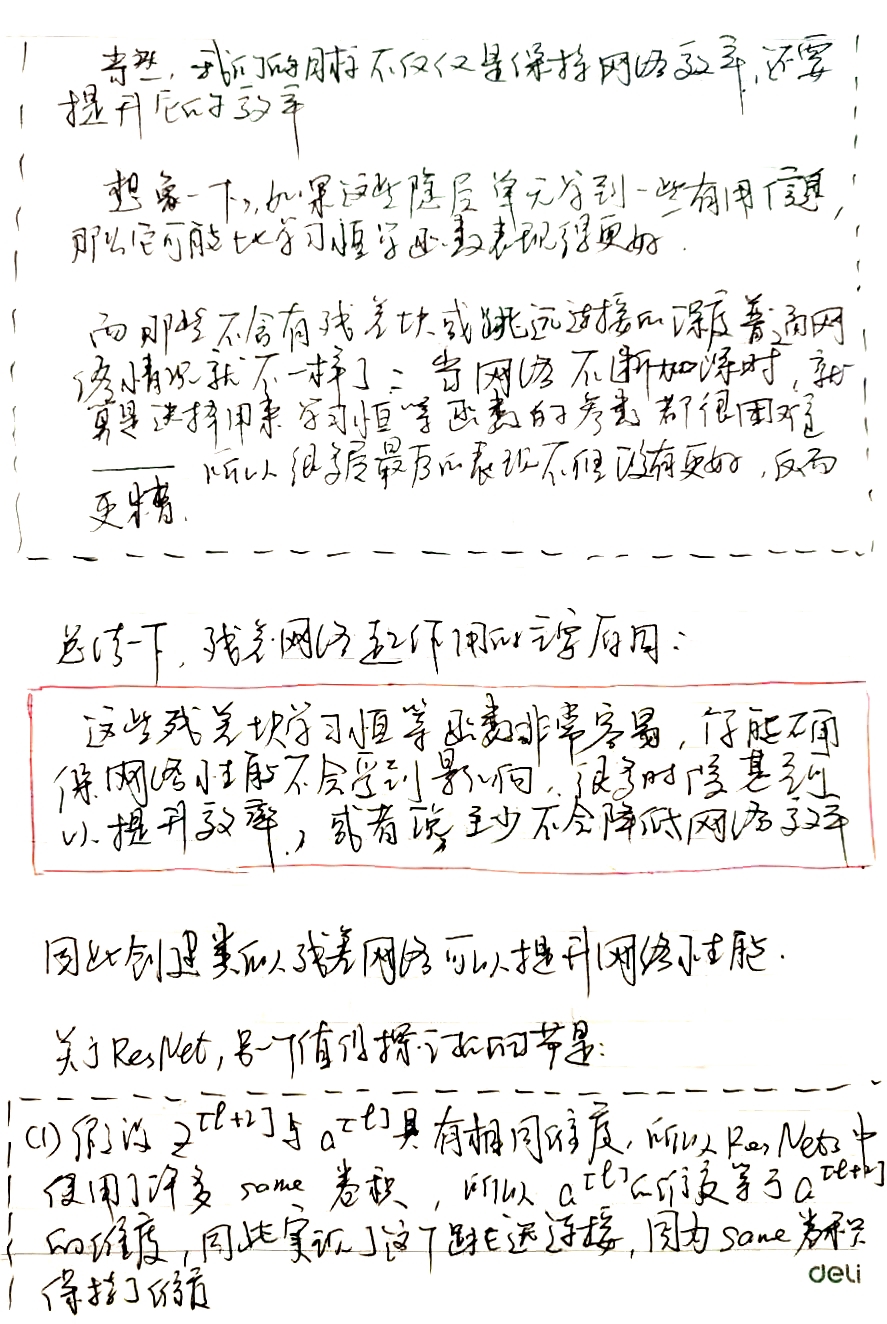 当然,我们的目标不仅仅是保持网络效率,还要
提升它的效率
想象一下,如果这些隐层单元学到一些有用信息,
那么它可能比学习恒等函数表现得更好.
而那些不含有残差块或跳远连接的深度普通网
络情况就不一样了:当网络不断加深时,就
算是选择用来学习恒等函数的参数都很困难
所以很多层最后的表现不但没有更好,反而
更糟.
总结一下,残差网络起作用的主要原因:
这些残差块学习恒等函数非常容易,你能确
保网络性能不会受到影响,很多时候甚至可
以提升效率,或者说至少不会降低网络效率
因此创建类似残差网络可以提升网络性能.
关于ResNet,另一个值得探讨的细节是:
(1)假设 z[l+2]与a[l]具有相同维度,所以ResNets中
使用了许多 same 卷积,所以a[l]的维度等于a[l+2]
的维度,因此实现了这个跳远连接,因为same卷积
保持了维度
deli